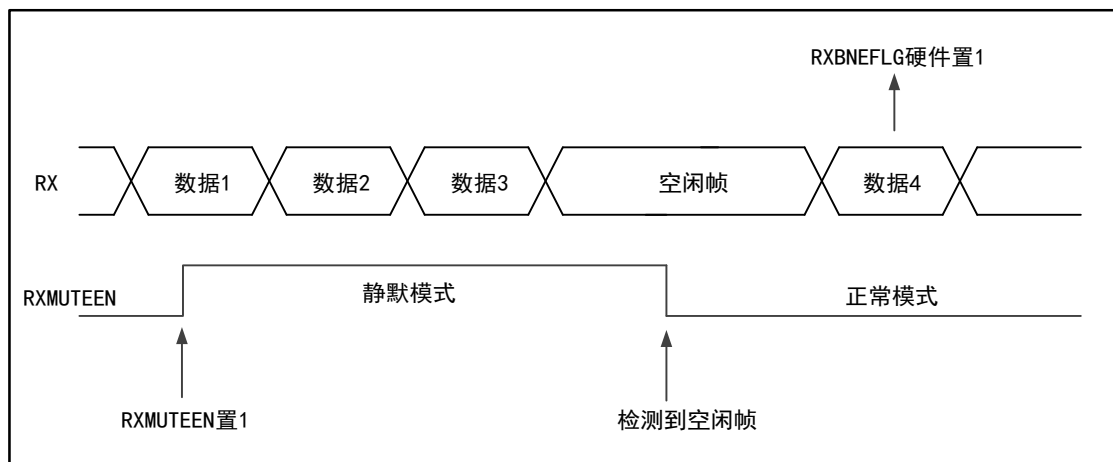 RXBNEFLG硬件置1
RX
数据1
数据2
数据3
空闲帧
数据4
RXMUTEEN
静默模式
正常模式
RXMUTEEN置1
检测到空闲帧